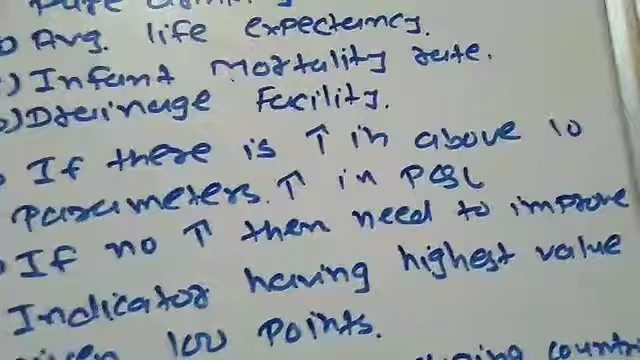 ) Avg. life expectancy.
) Infant Mortality rate.
) Drainage Facility.
If there is ↑ in above 10
Parameters. ↑ in PQL
If no ↑ then need to improve
Indicator having highest value
100 Points.